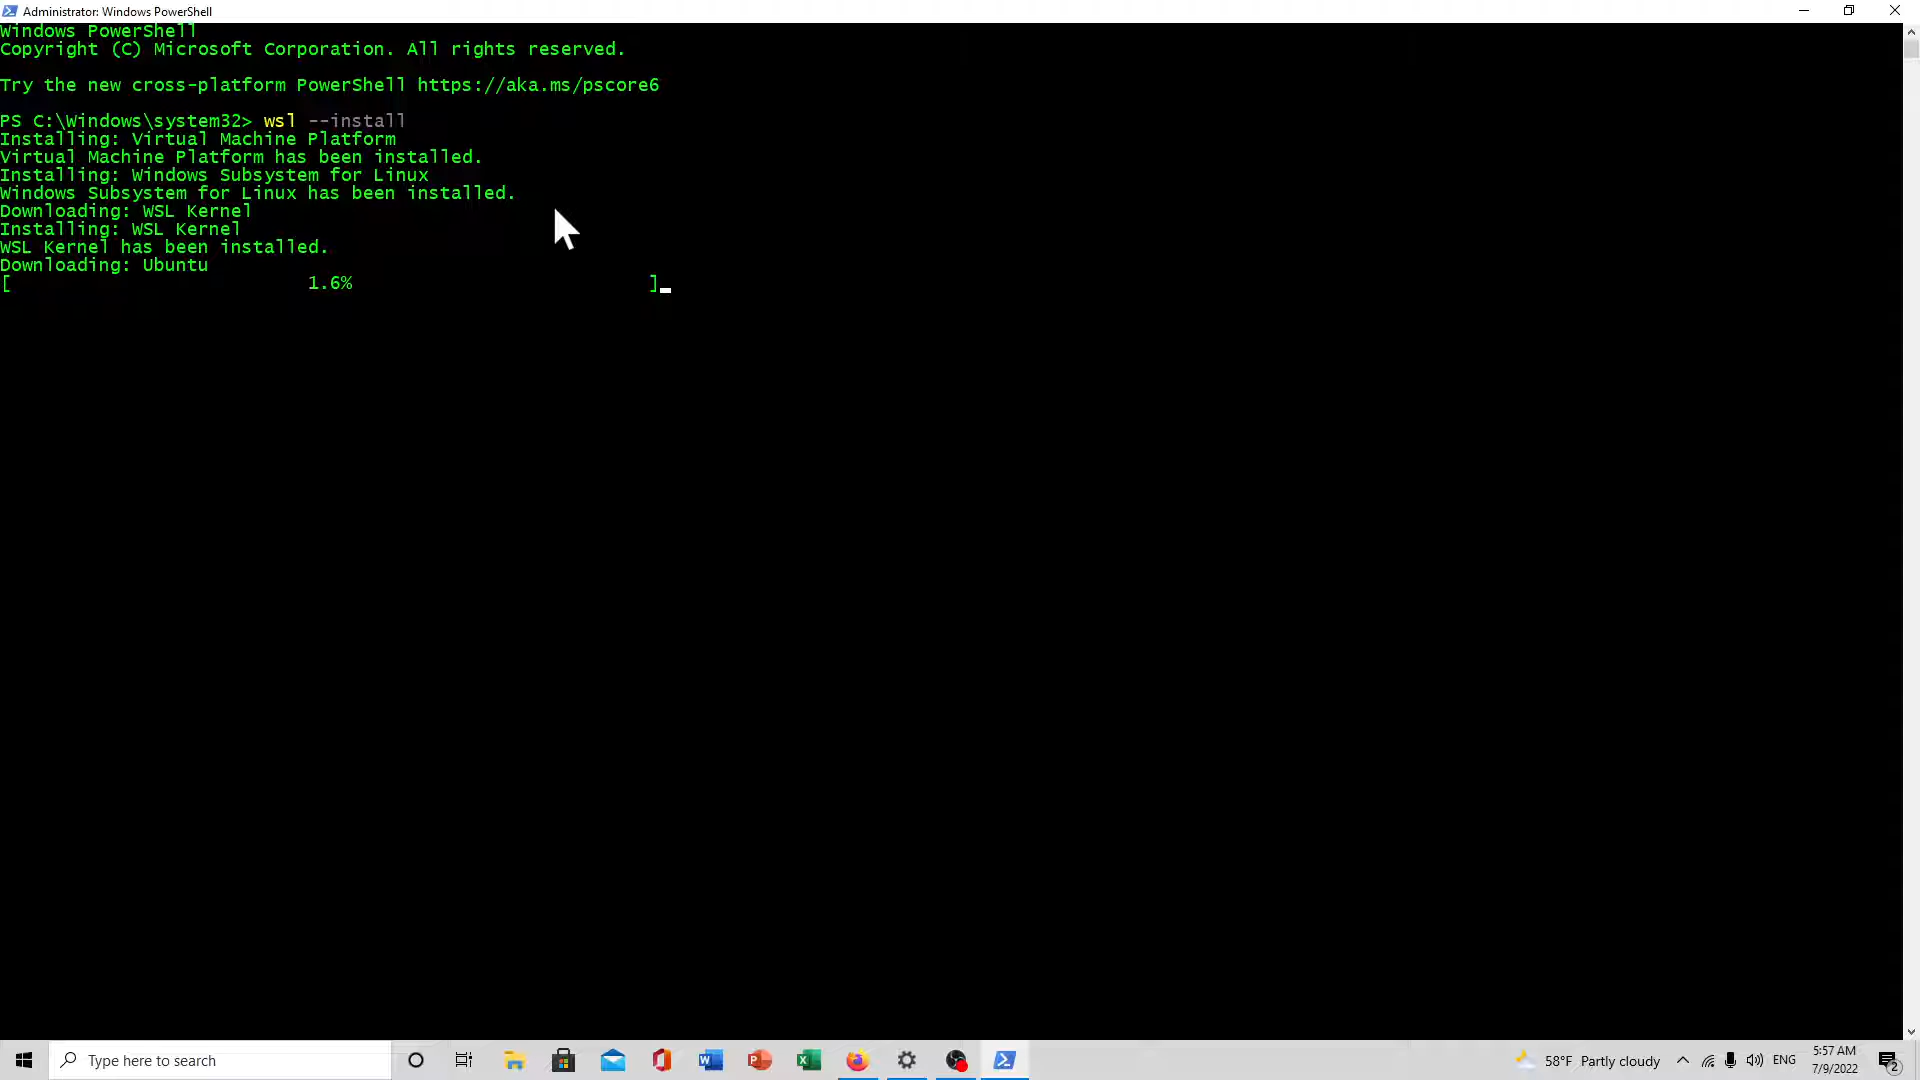 Administrator: Windows PowerShell
Windows PowerShell
Copyright (C) Microsoft Corporation. All rights reserved.
Try the new cross-platform PowerShell https://aka.ms/pscore6
PS C:\Windows\system32> wsl --install
Installing: Virtual Machine Platform
Virtual Machine Platform has been installed.
Installing: Windows Subsystem for Linux
Windows Subsystem for Linux has been installed.
Downloading: WSL Kernel
Installing: WSL Kernel
WSL Kernel has been installed.
Downloading: Ubuntu
[                           1.6%                           ]
Type here to search
58°F Partly cloudy
ENG
5:57 AM
7/9/2022
2